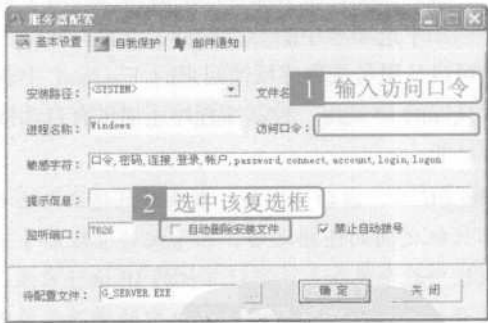 服务器配置
基本设置 自我保护 邮件通知
安装路径: <SYSTEM> 文件名
1 输入访问口令
进程名称: Windows 访问口令:
敏感字符: 口令,密码,连接,登录,帐户,password,connect,account,login,logon
提示信息:
2 选中该复选框
监听端口: 7626 自动删除安装文件 禁止自动拨号
待配置文件: G_SERVER.EXE ... 确定 关闭